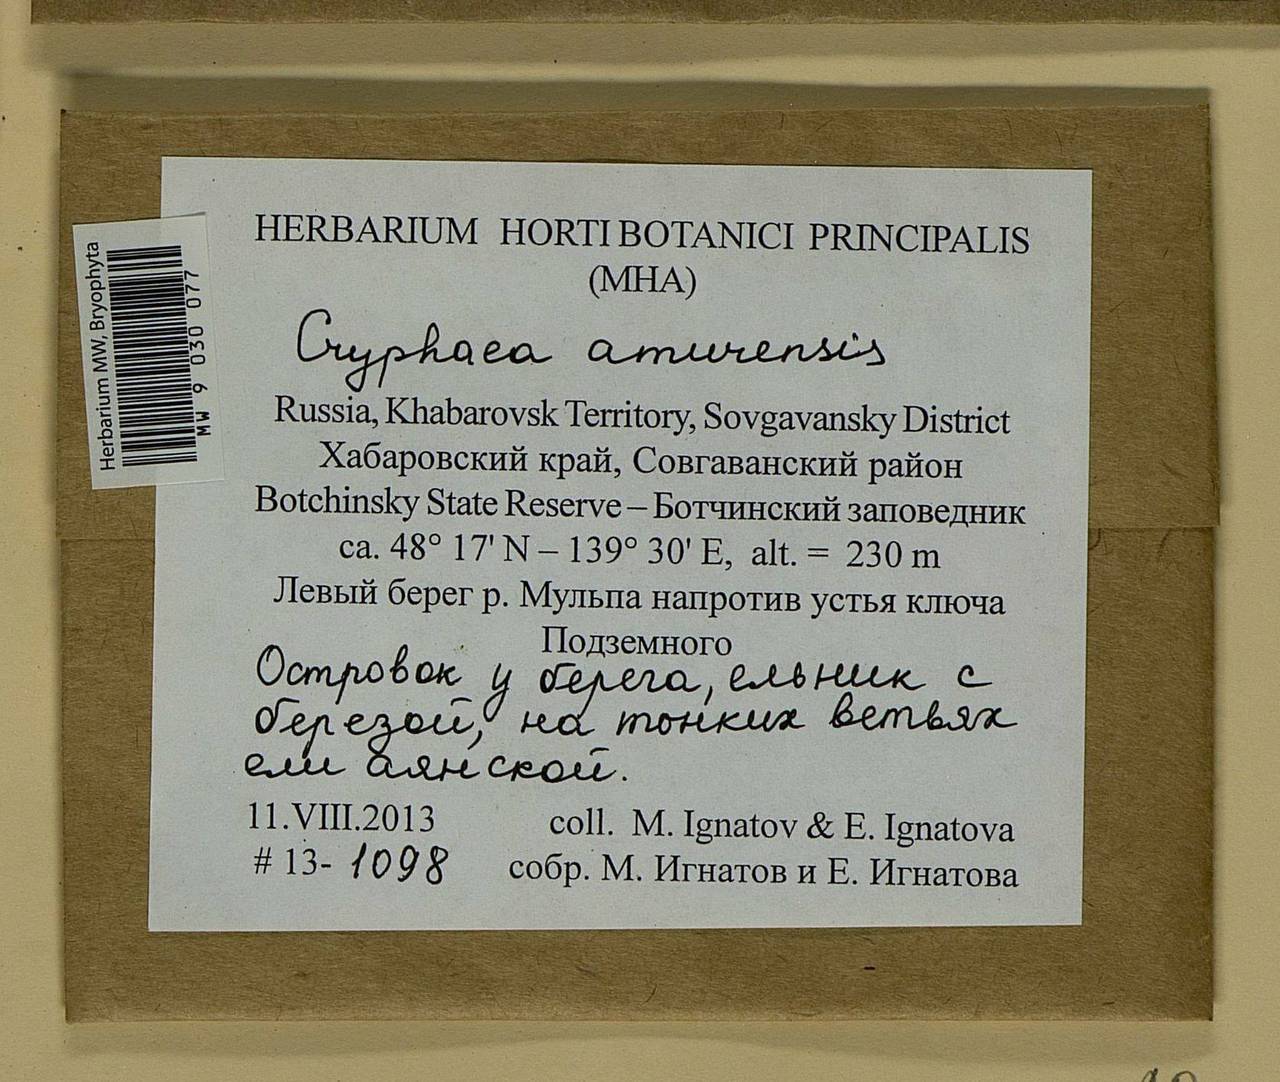 HERBARIUM HORTI BOTANICI PRINCIPALIS
(MHA)
Cryphaea amurensis
Russia, Khabarovsk Territory, Sovgavansky District
Хабаровский край, Совгаванский район
Botchinsky State Reserve – Ботчинский заповедник
ca. 48° 17' N – 139° 30' E, alt. = 230 m
Левый берег р. Мульпа напротив устья ключа
Подземного
Островок у берега, ельник с
березой, на тонких ветвях
ели аянской.
11.VIII.2013 coll. M. Ignatov & E. Ignatova
# 13- 1098 собр. М. Игнатов и Е. Игнатова
Herbarium MW, Bryophyta
MW 9 030 077